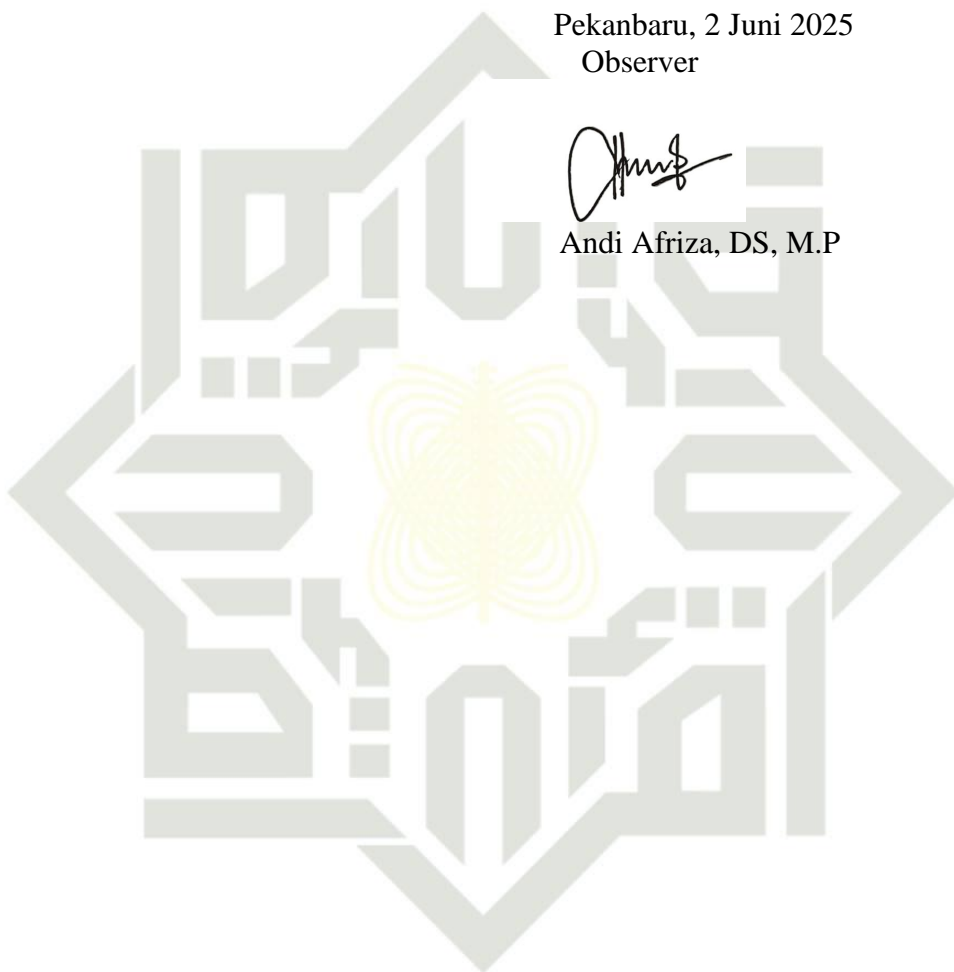 Pekanbaru, 2 Juni 2025
Observer
Andi Afriza, DS, M.P